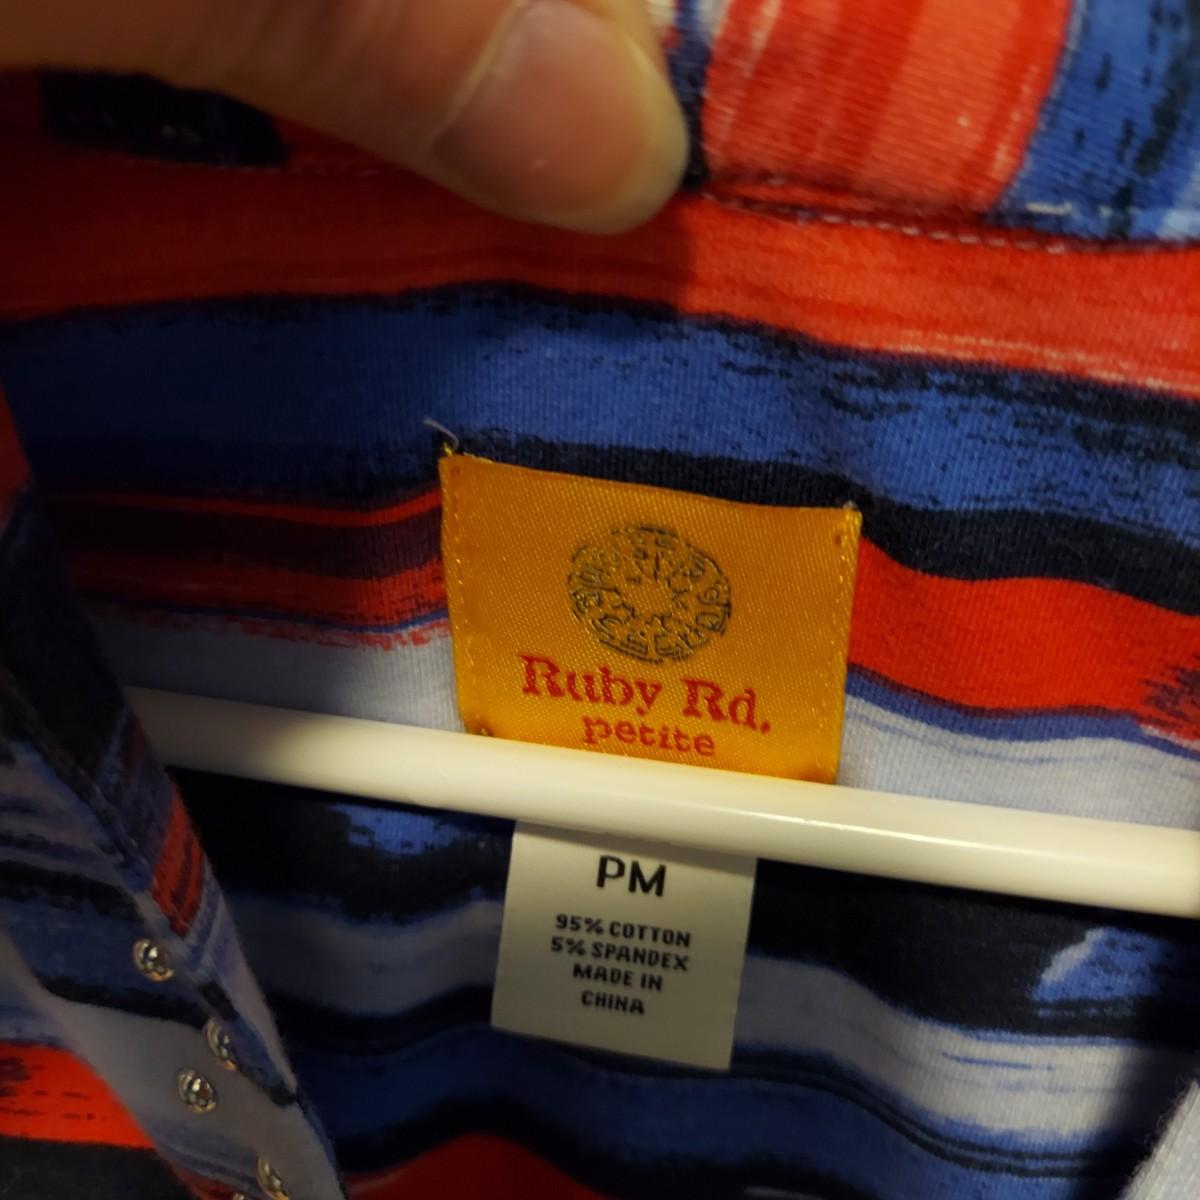 Ruby Rd.
petite
PM
95% COTTON
5% SPANDEX
MADE IN
CHINA